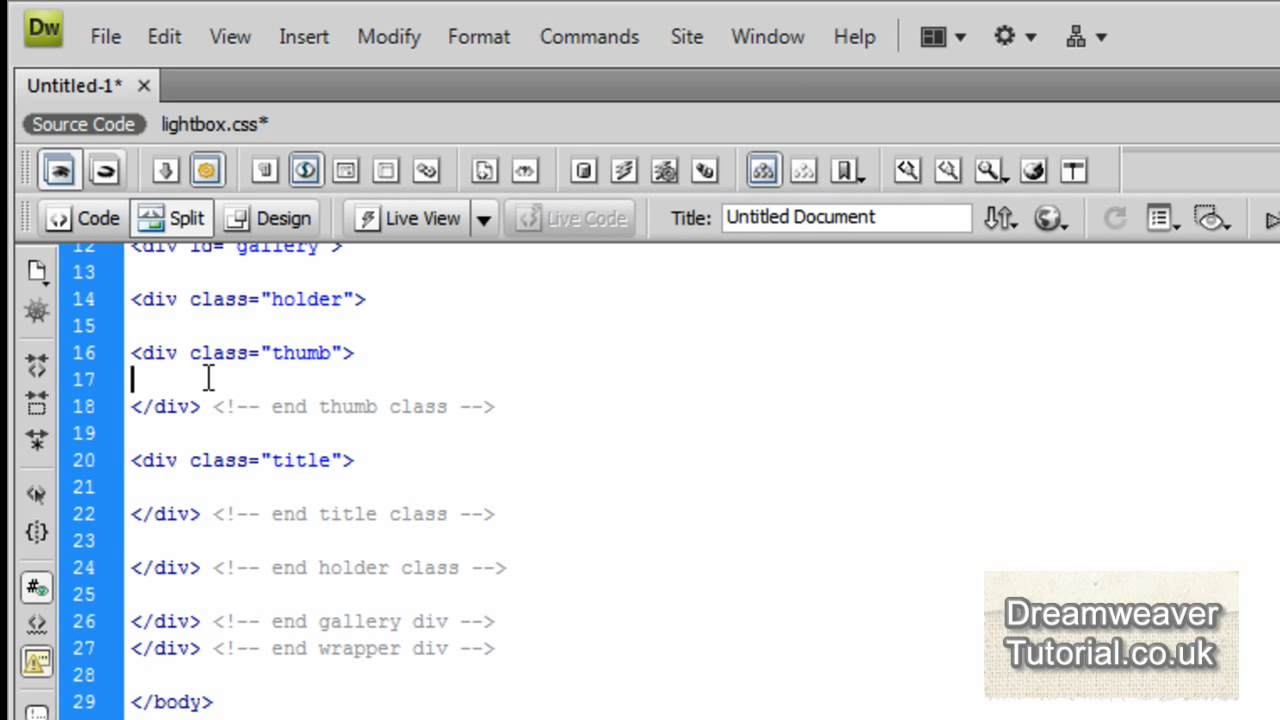 Dw File Edit View Insert Modify Format Commands Site Window Help
Untitled-1*
Source Code lightbox.css*
Code Split Design Live View Live Code Title: Untitled Document
12 <div id="gallery">
13
14 <div class="holder">
15
16 <div class="thumb">
17
18 </div> <!-- end thumb class -->
19
20 <div class="title">
21
22 </div> <!-- end title class -->
23
24 </div> <!-- end holder class -->
25
26 </div> <!-- end gallery div -->
27 </div> <!-- end wrapper div -->
28
29 </body>
Dreamweaver
Tutorial.co.uk